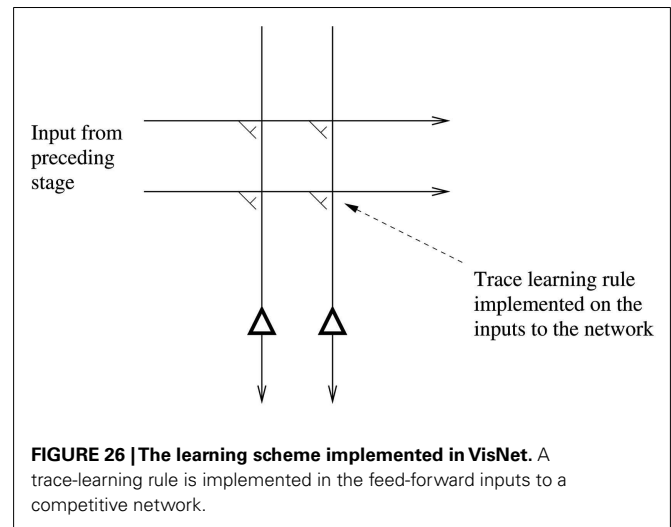 Input from
preceding
stage
Trace learning rule
implemented on the
inputs to the network
FIGURE 26 | The learning scheme implemented in VisNet. A
trace-learning rule is implemented in the feed-forward inputs to a
competitive network.